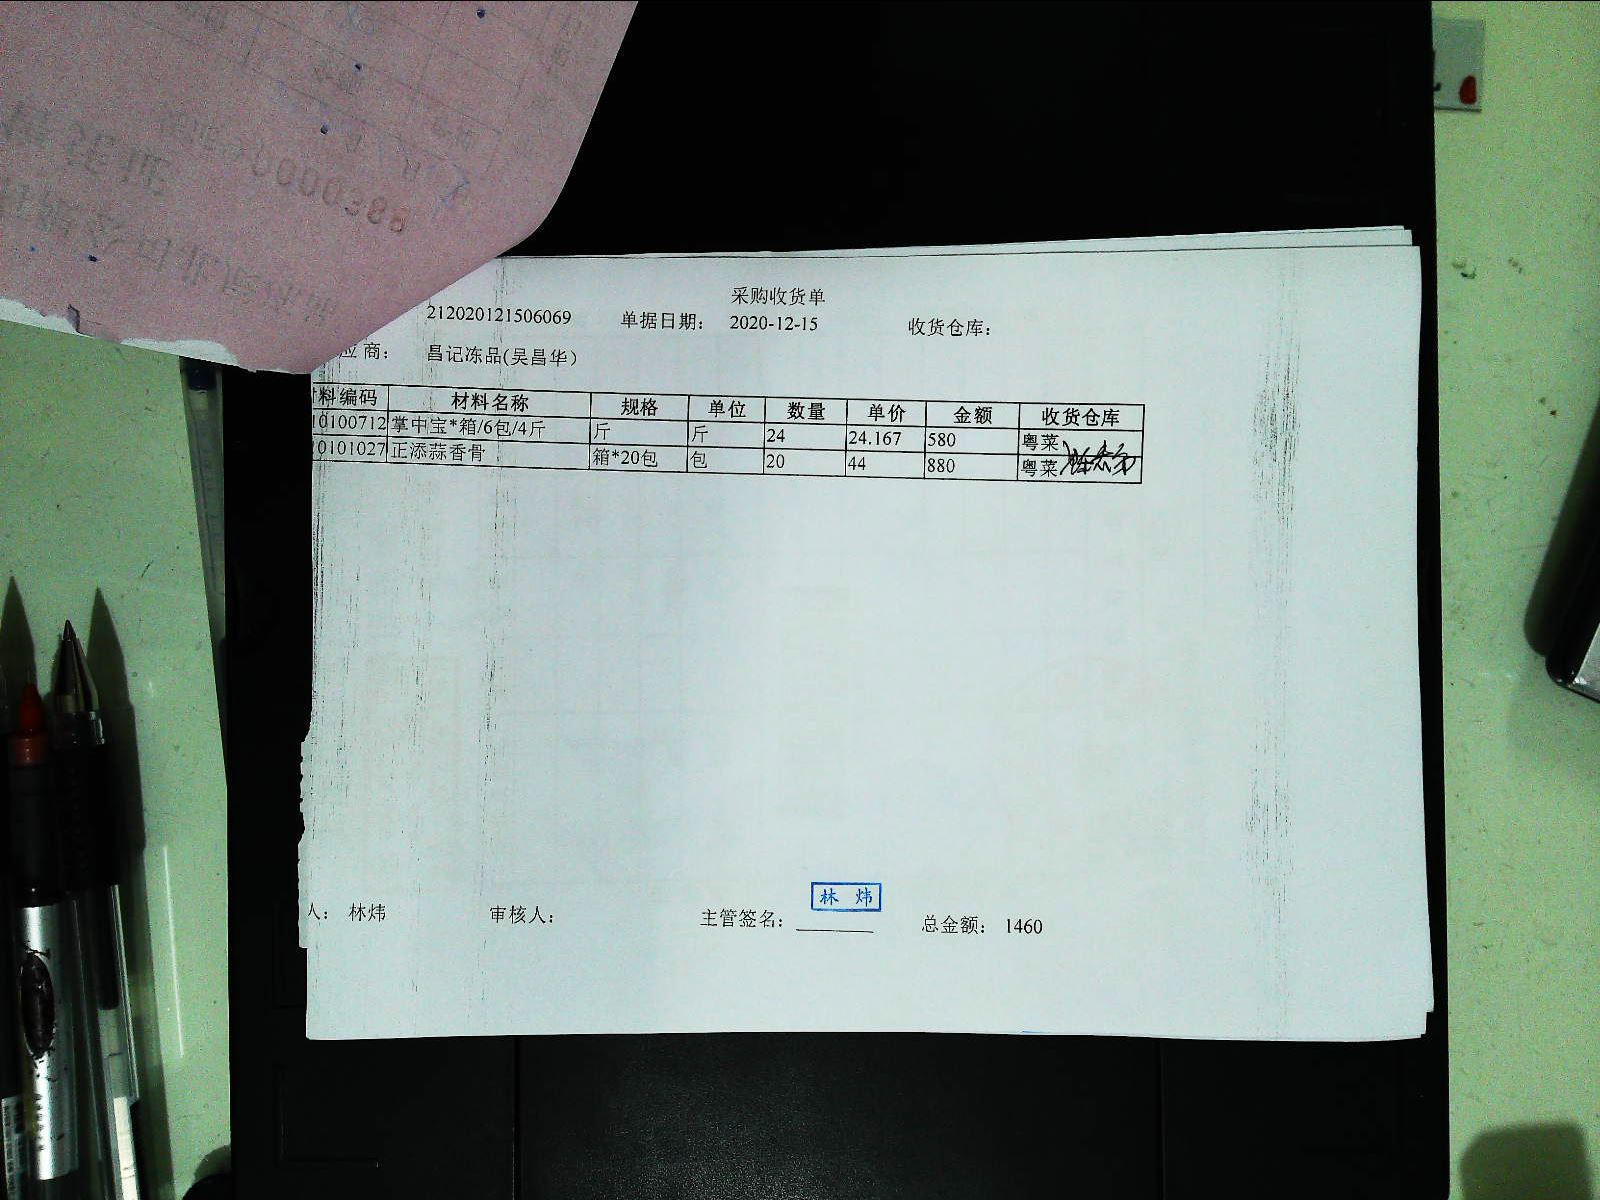 采购收货单
212020121506069 单据日期: 2020-12-15 收货仓库:
应商: 昌记冻品(吴昌华)
料编码 材料名称 规格 单位 数量 单价 金额 收货仓库
0100712 掌中宝*箱/6包/4斤 斤 斤 24 24.167 580 粤菜
0101027 正添蒜香骨 箱*20包 包 20 44 880 粤菜
林 炜
人: 林炜 审核人: 主管签名: 总金额: 1460